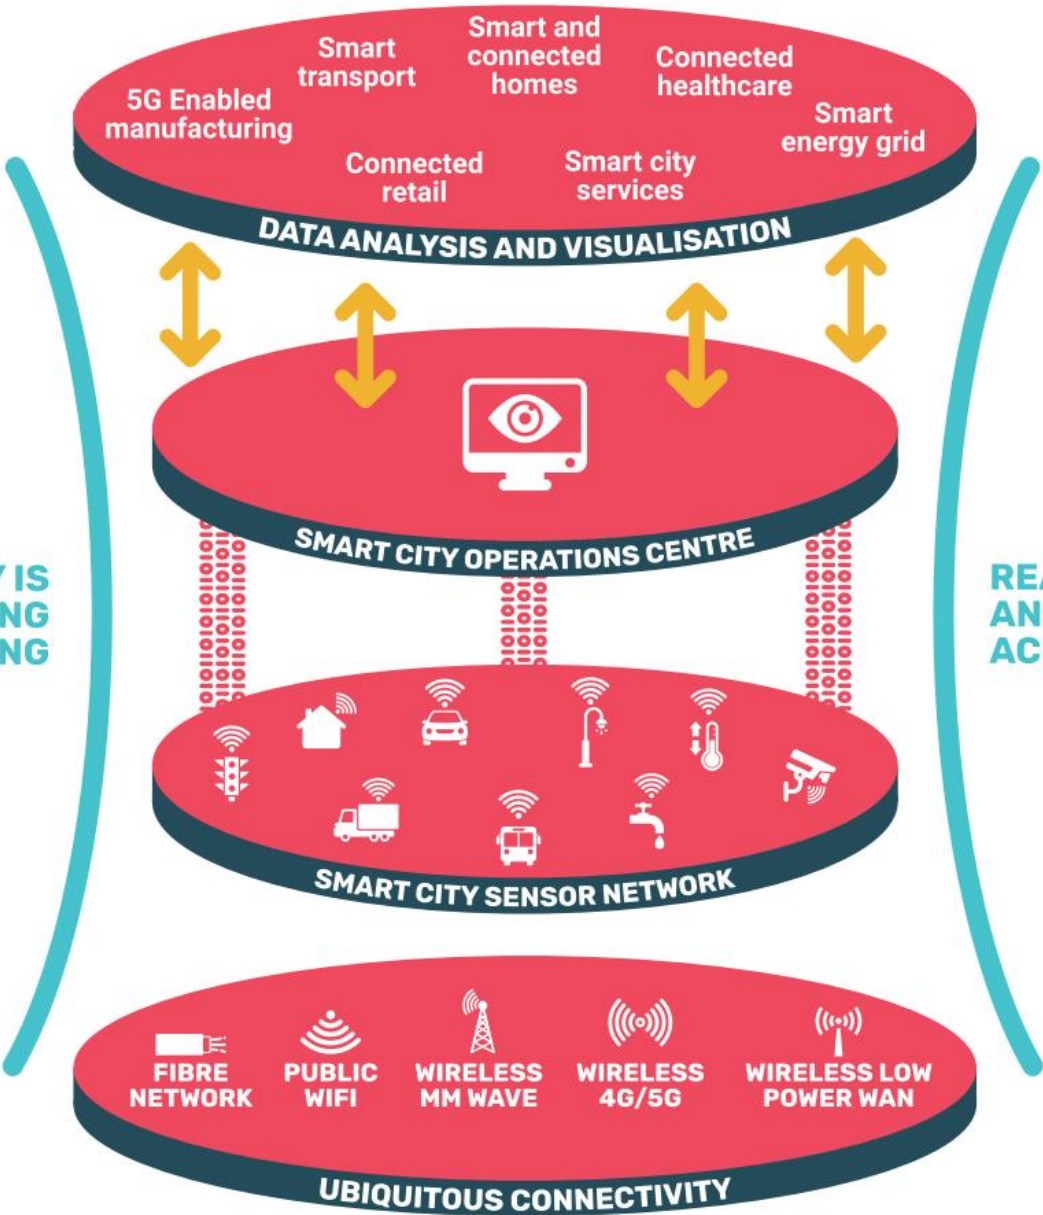 Smart
transport
Smart and
connected
homes
Connected
healthcare
5G Enabled
manufacturing
Smart
energy grid
Connected
retail
Smart city
services
DATA ANALYSIS AND VISUALISATION
SMART CITY OPERATIONS CENTRE
IS
SMART CITY SENSOR NETWORK
FIBRE
NETWORK
PUBLIC
WIFI
WIRELESS
MM WAVE
WIRELESS
4G/5G
WIRELESS LOW
POWER WAN
UBIQUITOUS CONNECTIVITY